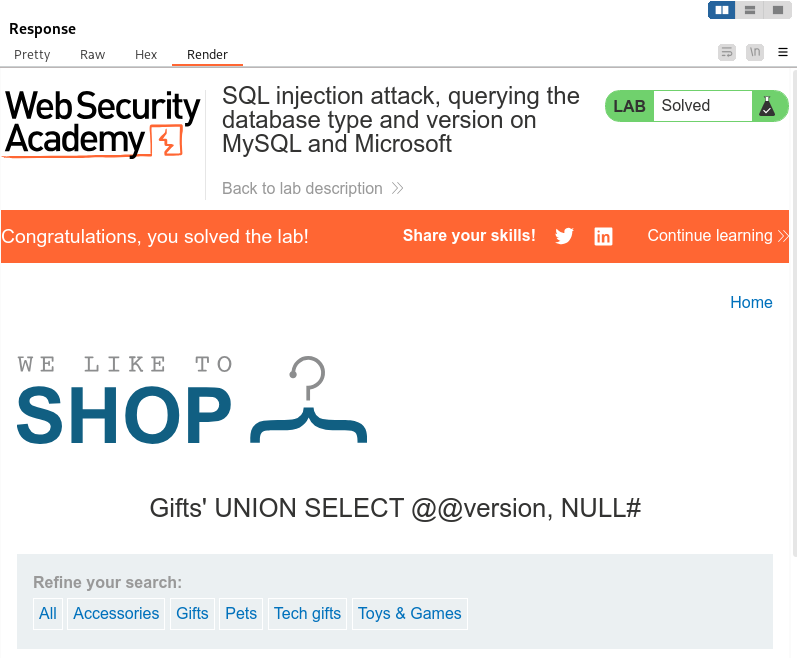 Response
Pretty Raw Hex Render
\n
Web Security
Academy
SQL injection attack, querying the
database type and version on
MySQL and Microsoft
LAB Solved
Back to lab description
Congratulations, you solved the lab!
Share your skills!
Continue learning
Home
WE LIKE TO
SHOP
Gifts' UNION SELECT @@version, NULL#
Refine your search:
All Accessories Gifts Pets Tech gifts Toys & Games